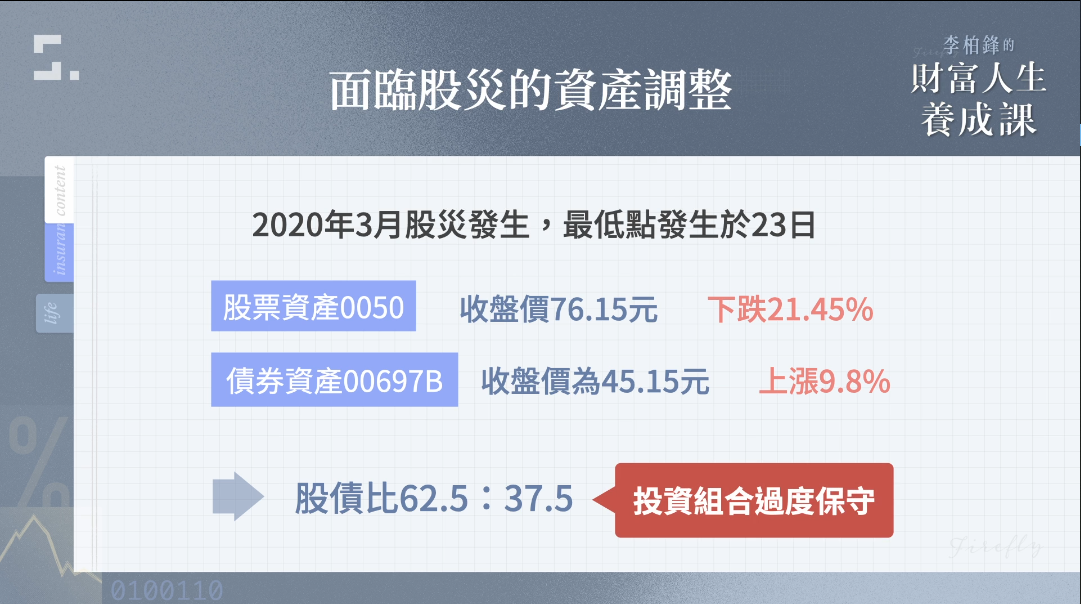 李柏鋒的
財富人生
養成課
面臨股災的資產調整
content
insuran
life
2020年3月股災發生，最低點發生於23日
股票資產0050 收盤價76.15元 下跌21.45%
債券資產00697B 收盤價為45.15元 上漲9.8%
股債比62.5：37.5 投資組合過度保守
Firefly
%
0100110